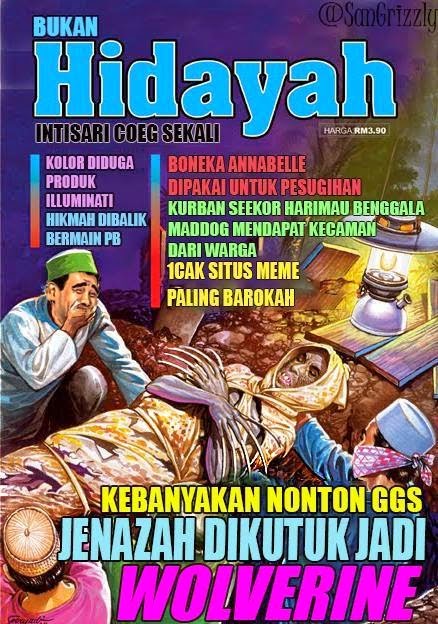 @SanGrizzly
BUKAN
Hidayah
INTISARI COEG SEKALI
HARGA:RM3.90
KOLOR DIDUGA
PRODUK
ILLUMINATI
HIKMAH DIBALIK
BERMAIN PB
BONEKA ANNABELLE
DIPAKAI UNTUK PESUGIHAN
KURBAN SEEKOR HARIMAU BENGGALA
MADDOG MENDAPAT KECAMAN
DARI WARGA
1CAK SITUS MEME
PALING BAROKAH
KEBANYAKAN NONTON GGS
JENAZAH DIKUTUK JADI
WOLVERINE